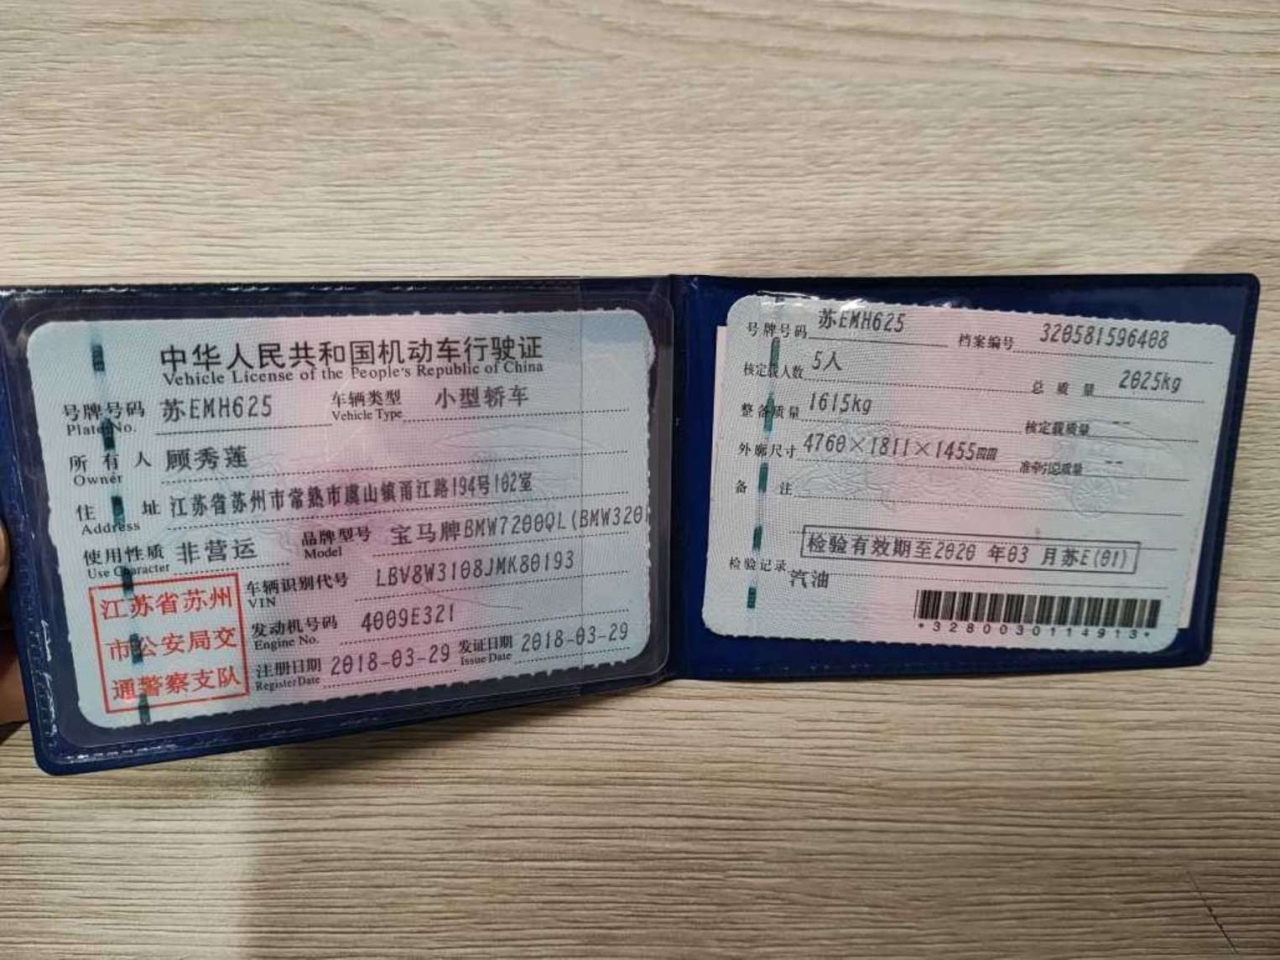 中华人民共和国机动车行驶证
Vehicle License of the People's Republic of China
号牌号码 苏EMH625 车辆类型 小型轿车
Plate No. Vehicle Type
所有人 顾秀莲
Owner
住址 江苏省苏州市常熟市虞山镇甬江路194号102室
Address
使用性质 非营运 品牌型号 宝马牌BMW7200QL(BMW320
Use Character Model
江苏省苏州
市公安局交
通警察支队
车辆识别代号 LBV8W3108JMK80193
VIN
发动机号码 4009E321
Engine No.
注册日期 2018-03-29 发证日期 2018-03-29
Register Date Issue Date
号牌号码 苏EMH625 档案编号 320581596408
核定载人数 5人 总质量 2025kg
整备质量 1615kg 核定载质量 --
外廓尺寸 4760×1811×1455㎜ 准牵引总质量 --
备注
检验有效期至2020 年03 月苏E(01)
检验记录 汽油
*3280030114913*